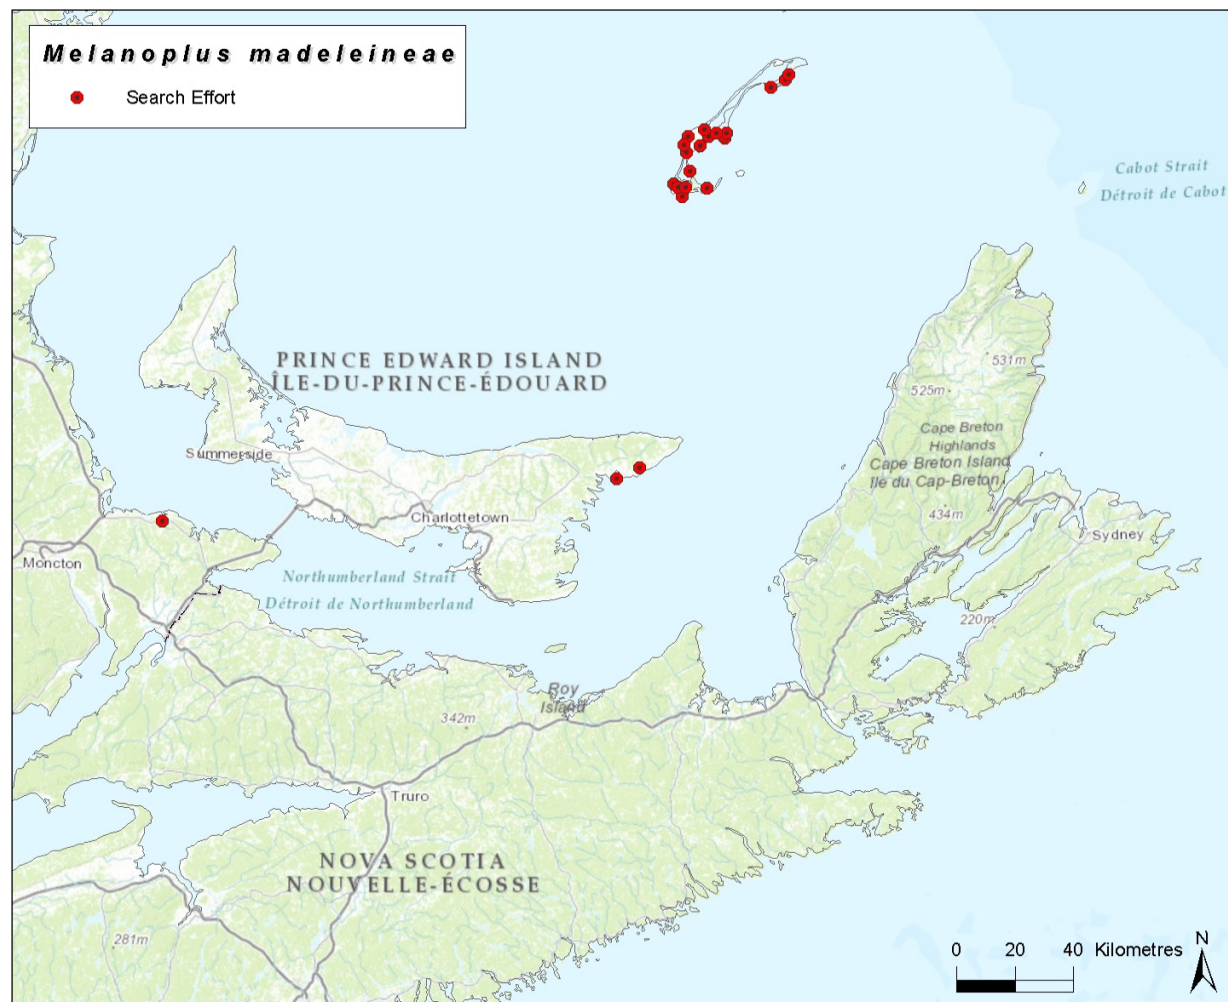 Melanoplus madeleineae
Search Effort
Cabot Strait
Détroit de Cabot
PRINCE EDWARD ISLAND
ÎLE-DU-PRINCE-ÉDOUARD
531m
525m
Cape Breton
Highlands
Cape Breton Island
Ile du Cap-Breton
Summerside
434m
Charlottetown
Sydney
Moncton
Northumberland Strait
Détroit de Northumberland
220m
Roy
Island
342m
Truro
NOVA SCOTIA
NOUVELLE-ÉCOSSE
281m
0 20 40 Kilometres
N